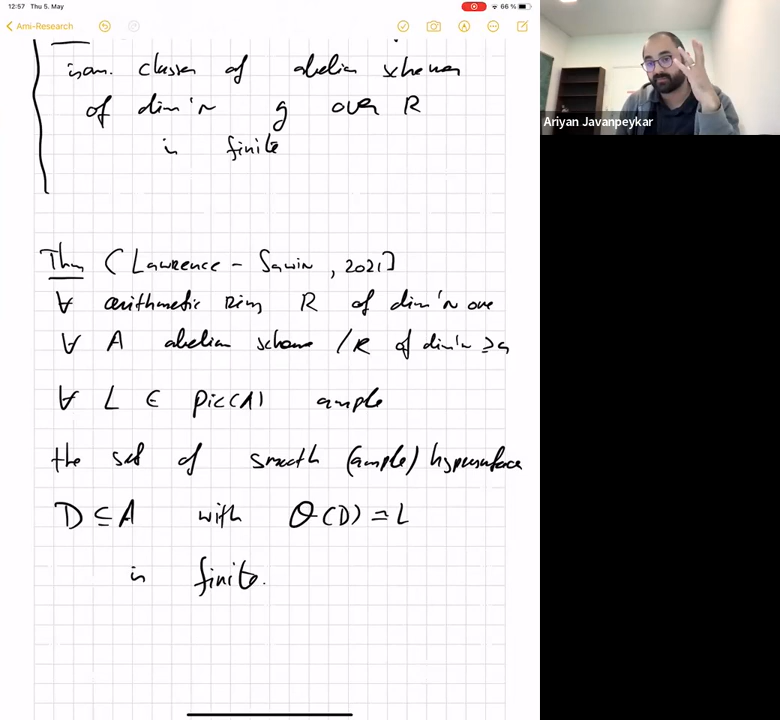 12:57 Thu 5. May
66 %
Ami-Research
isom. classes of abelian schemes
of dim'n g over R
is finite
Thm (Lawrence - Sawin, 2021]
∀ arithmetic ring R of dim'n one
∀ A abelian scheme /R of dim'n ≥
∀ L ∈ Pic(A) ample
the set of smooth (ample) hypersurface
D ⊆ A with O(D) ≅ L
is finite.
Ariyan Javanpeykar